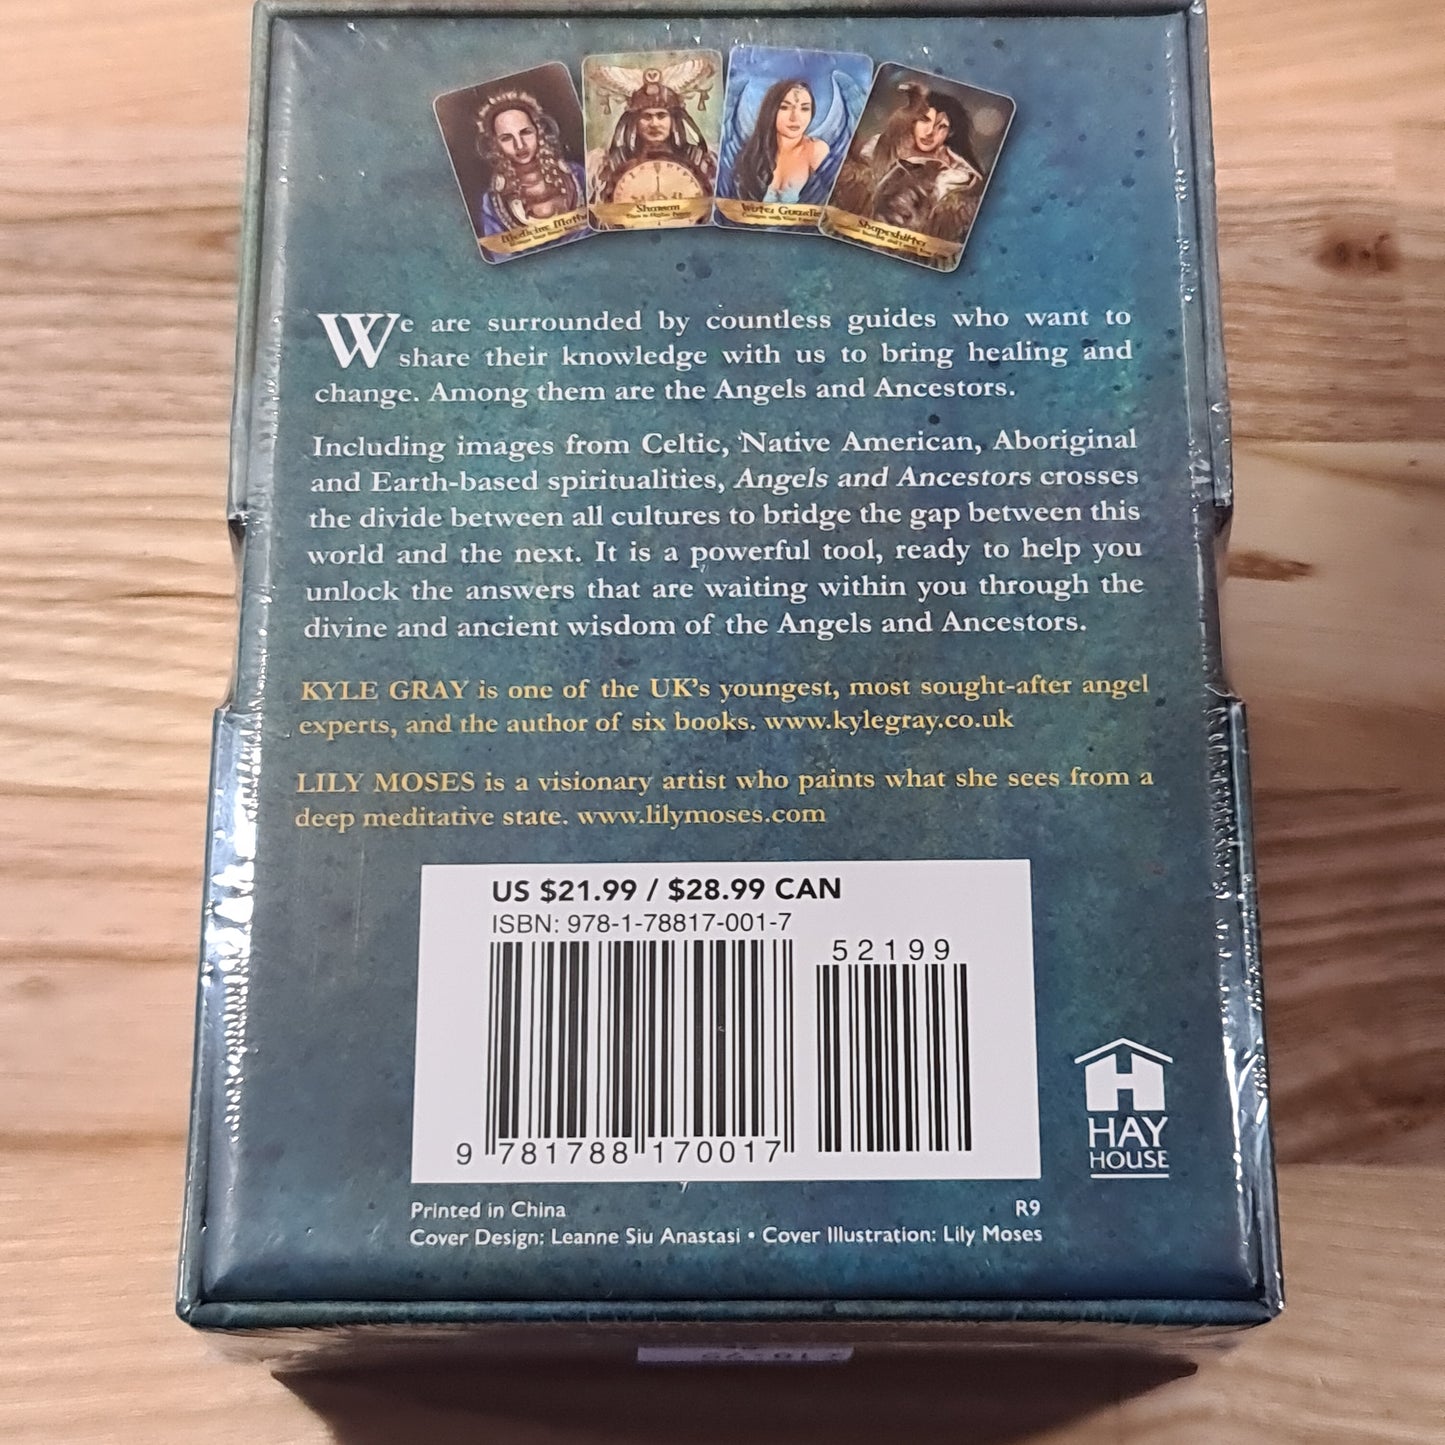 Medicine
Shaman
Shapeshifter
We are surrounded by countless guides who want to
share their knowledge with us to bring healing and
change. Among them are the Angels and Ancestors.
Including images from Celtic, Native American, Aboriginal
and Earth-based spiritualities, Angels and Ancestors crosses
the divide between all cultures to bridge the gap between this
world and the next. It is a powerful tool, ready to help you
unlock the answers that are waiting within you through the
divine and ancient wisdom of the Angels and Ancestors.
KYLE GRAY is one of the UK's youngest, most sought-after angel
experts, and the author of six books. www.kylegray.co.uk
LILY MOSES is a visionary artist who paints what she sees from a
deep meditative state. www.lilymoses.com
US $21.99 / $28.99 CAN
ISBN: 978-1-78817-001-7
52199
9 781788 170017
HAY
HOUSE
Printed in China R9
Cover Design: Leanne Siu Anastasi • Cover Illustration: Lily Moses